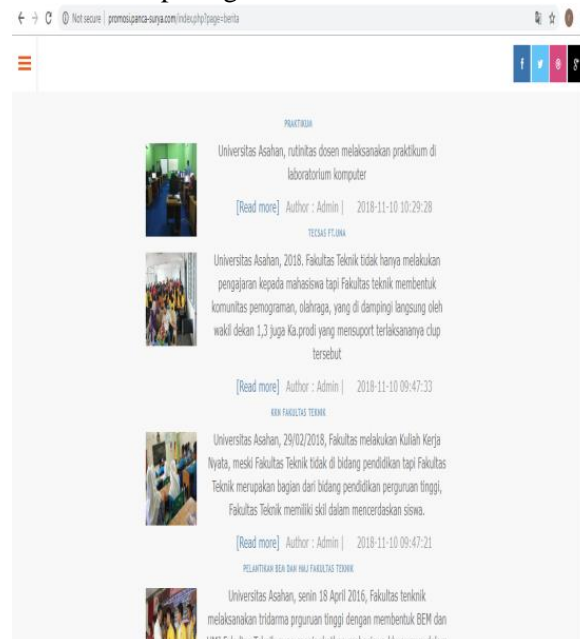 Not secure | promosi.panca-surya.com/index.php?page=berita
PRAKTIKUM
Universitas Asahan, rutinitas dosen melaksanakan praktikum di
laboratorium komputer
[Read more] Author : Admin | 2018-11-10 10:29:28
TECSAS FT.UNA
Universitas Asahan, 2018. Fakultas Teknik tidak hanya melakukan
pengajaran kepada mahasiswa tapi Fakultas teknik membentuk
komunitas pemograman, olahraga, yang di dampingi langsung oleh
wakil dekan 1,3 juga Ka.prodi yang mensuport terlaksananya clup
tersebut
[Read more] Author : Admin | 2018-11-10 09:47:33
KKN FAKULTAS TEKNIK
Universitas Asahan, 29/02/2018, Fakultas melakukan Kuliah Kerja
Nyata, meski Fakultas Teknik tidak di bidang pendidikan tapi Fakultas
Teknik merupakan bagian dari bidang pendidikan perguruan tinggi,
Fakultas Teknik memiliki skil dalam mencerdaskan siswa.
[Read more] Author : Admin | 2018-11-10 09:47:21
PELANTIKAN BEM DAN HMJ FAKULTAS TEKNIK
Universitas Asahan, senin 18 April 2016, Fakultas tenknik
melaksanakan tridarma prguruan tinggi dengan membentuk BEM dan